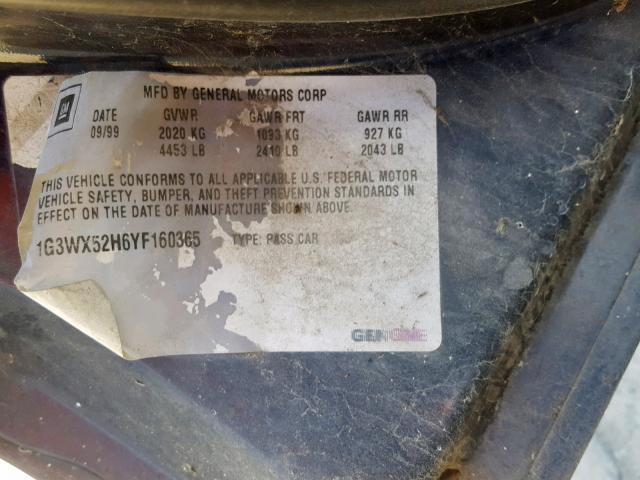 GM
MFD BY GENERAL MOTORS CORP
DATE GVWR GAWR FRT GAWR RR
09/99 2020 KG 1093 KG 927 KG
4453 LB 2410 LB 2043 LB
THIS VEHICLE CONFORMS TO ALL APPLICABLE U.S. FEDERAL MOTOR
VEHICLE SAFETY, BUMPER, AND THEFT PREVENTION STANDARDS IN
EFFECT ON THE DATE OF MANUFACTURE SHOWN ABOVE.
1G3WX52H6YF160365 TYPE: PASS CAR
GENUINE